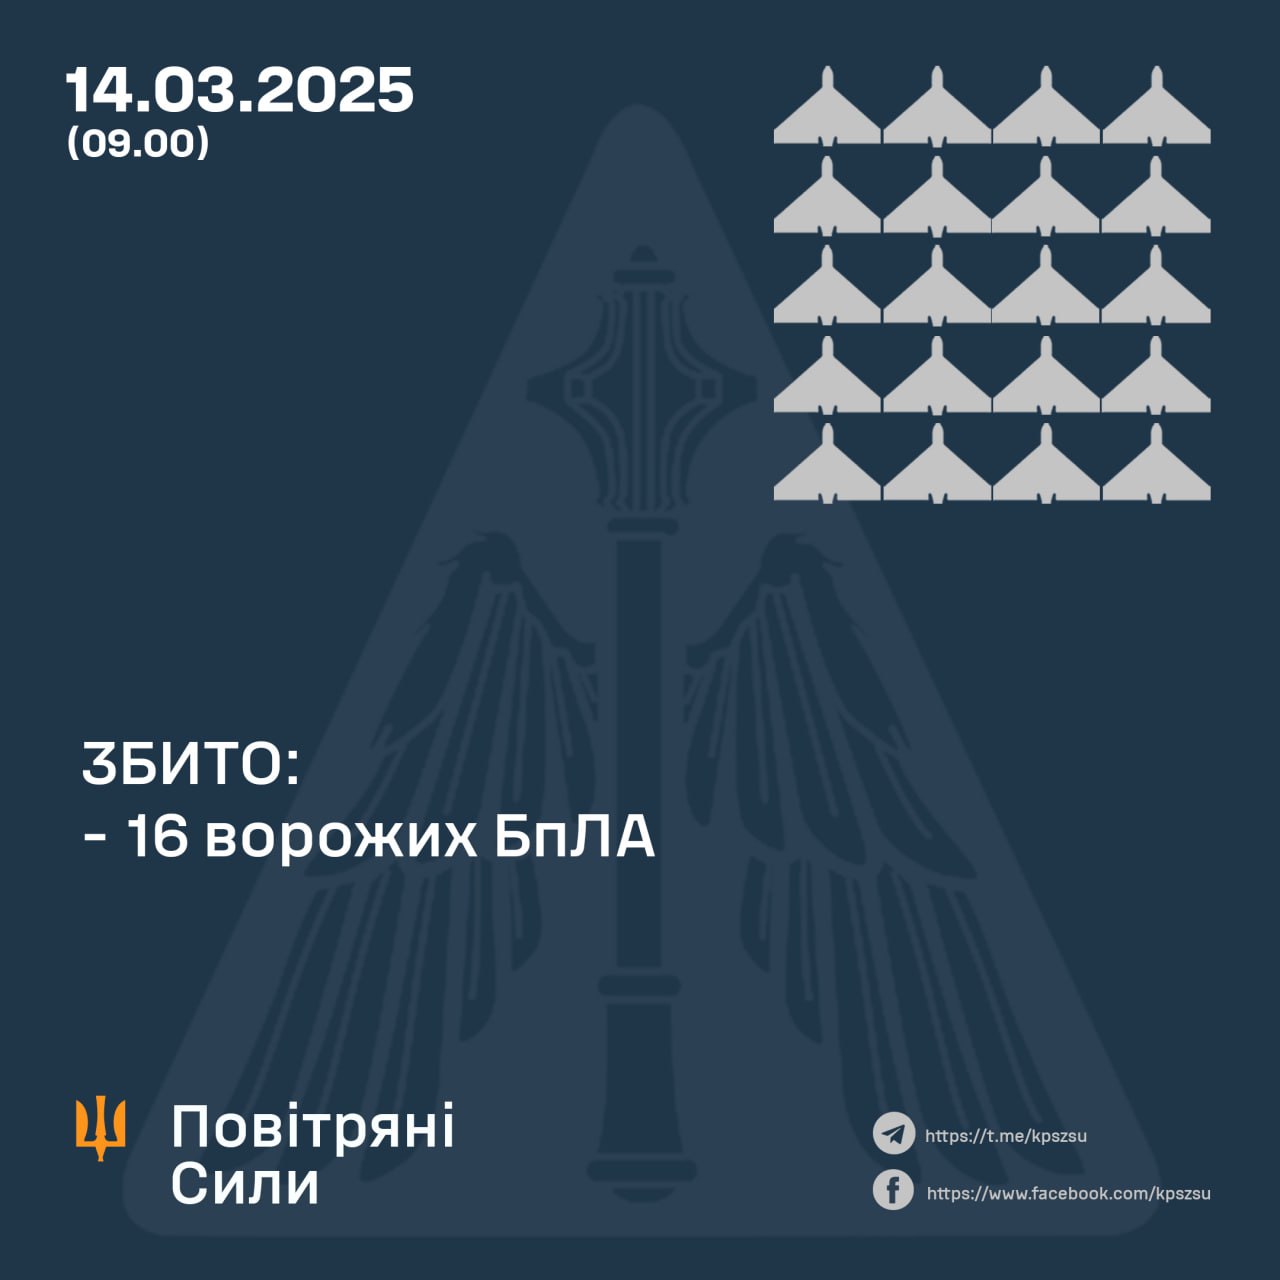 14.03.2025
(09.00)
ЗБИТО:
- 16 ворожих БпЛА
Повітряні
Сили
https://t.me/kpszsu
https://www.facebook.com/kpszsu